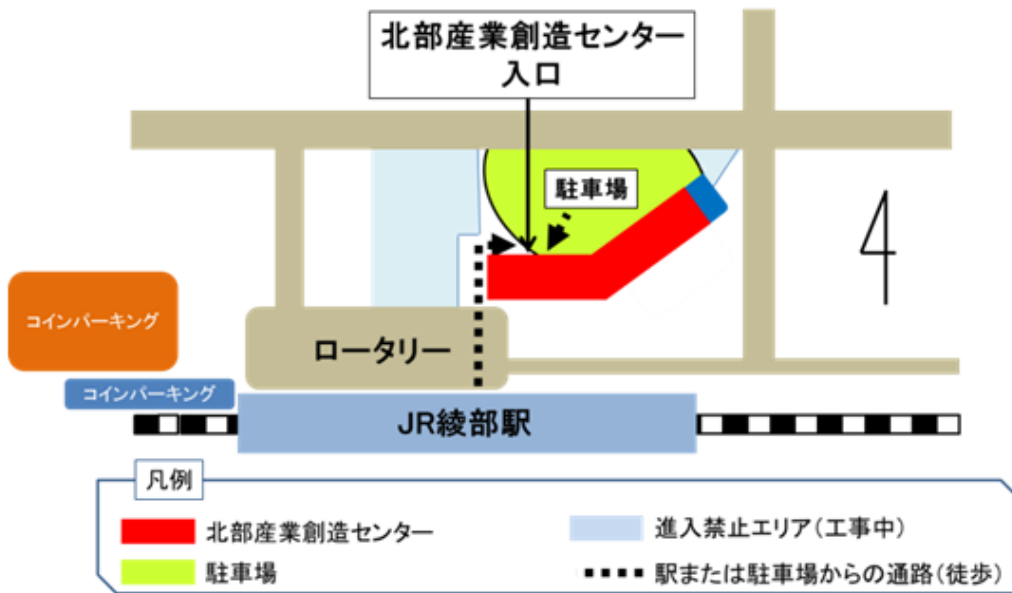 北部産業創造センター
入口
駐車場
コインパーキング
ロータリー
コインパーキング
JR綾部駅
凡例
北部産業創造センター
進入禁止エリア(工事中)
駐車場
駅または駐車場からの通路(徒歩)